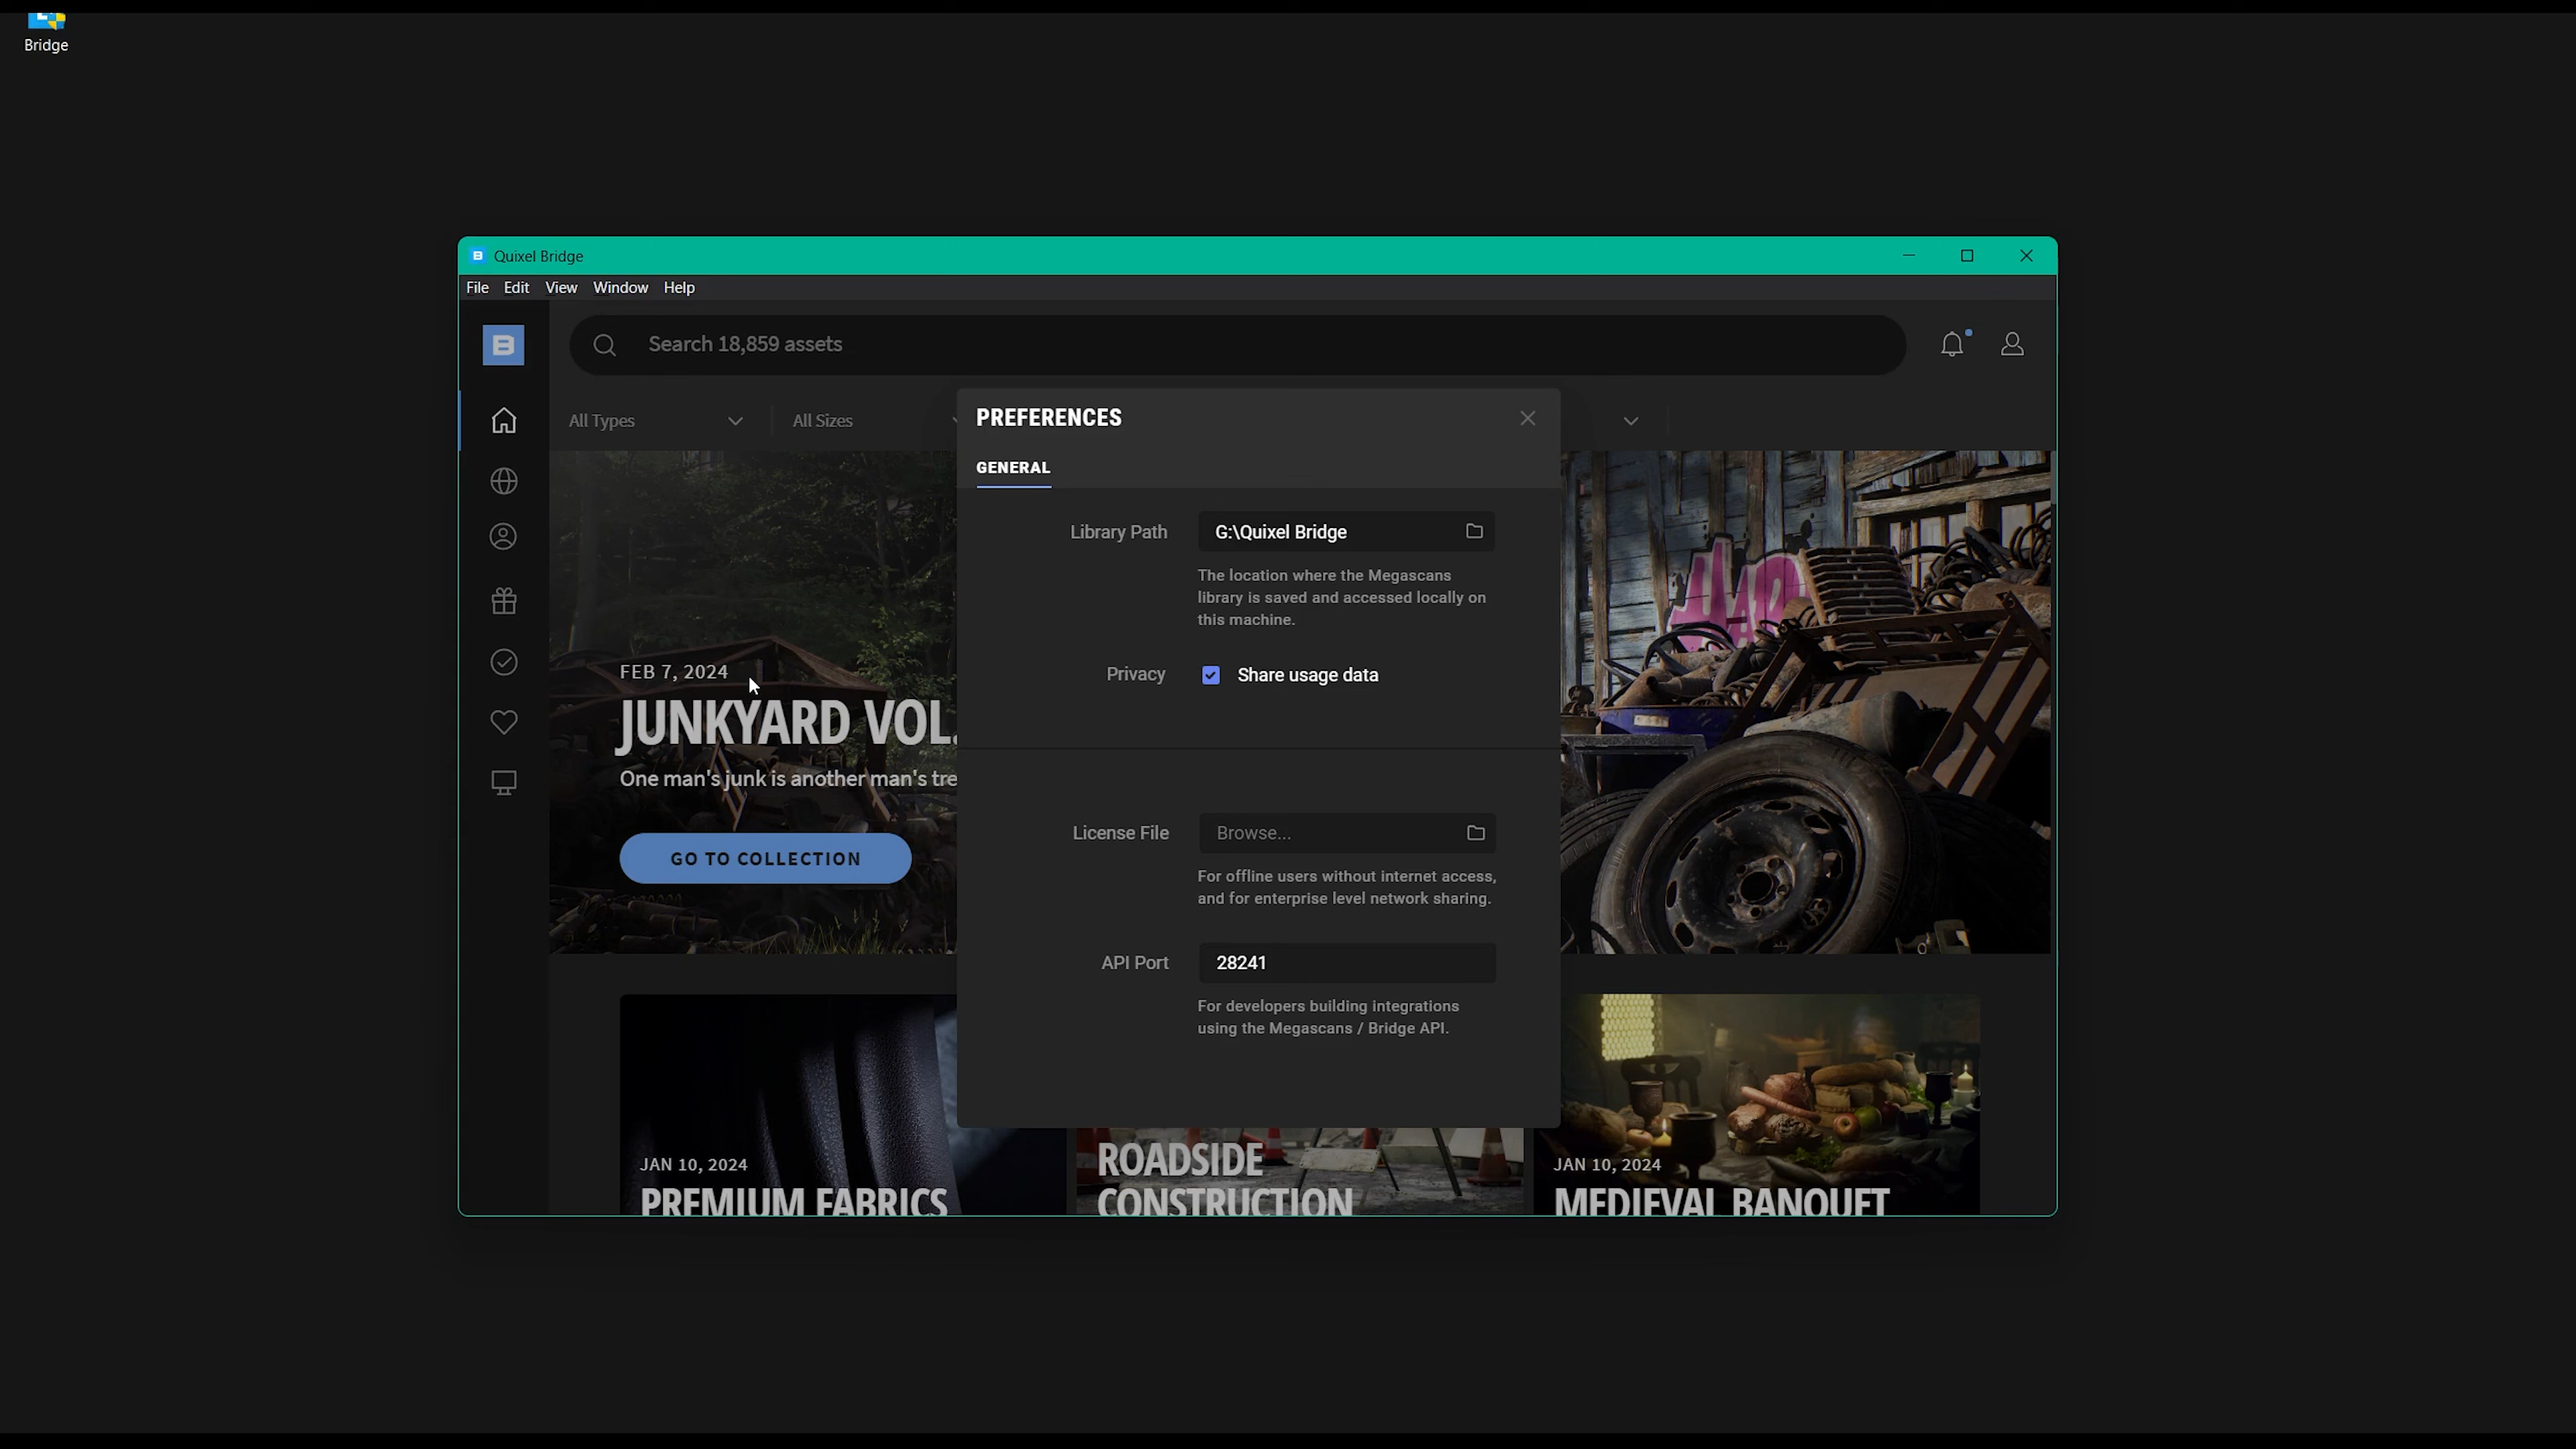 Bridge
Quixel Bridge
File Edit View Window Help
Search 18,859 assets
All Types
All Sizes
PREFERENCES
GENERAL
Library Path
G:\Quixel Bridge
The location where the Megascans
library is saved and accessed locally on
this machine.
Privacy
Share usage data
License File
Browse...
For offline users without internet access,
and for enterprise level network sharing.
API Port
28241
For developers building integrations
using the Megascans / Bridge API.
FEB 7, 2024
JUNKYARD VOL.
One man's junk is another man's tre
GO TO COLLECTION
JAN 10, 2024
PREMIUM FABRICS
ROADSIDE
CONSTRUCTION
JAN 10, 2024
MEDIEVAL BANQUET